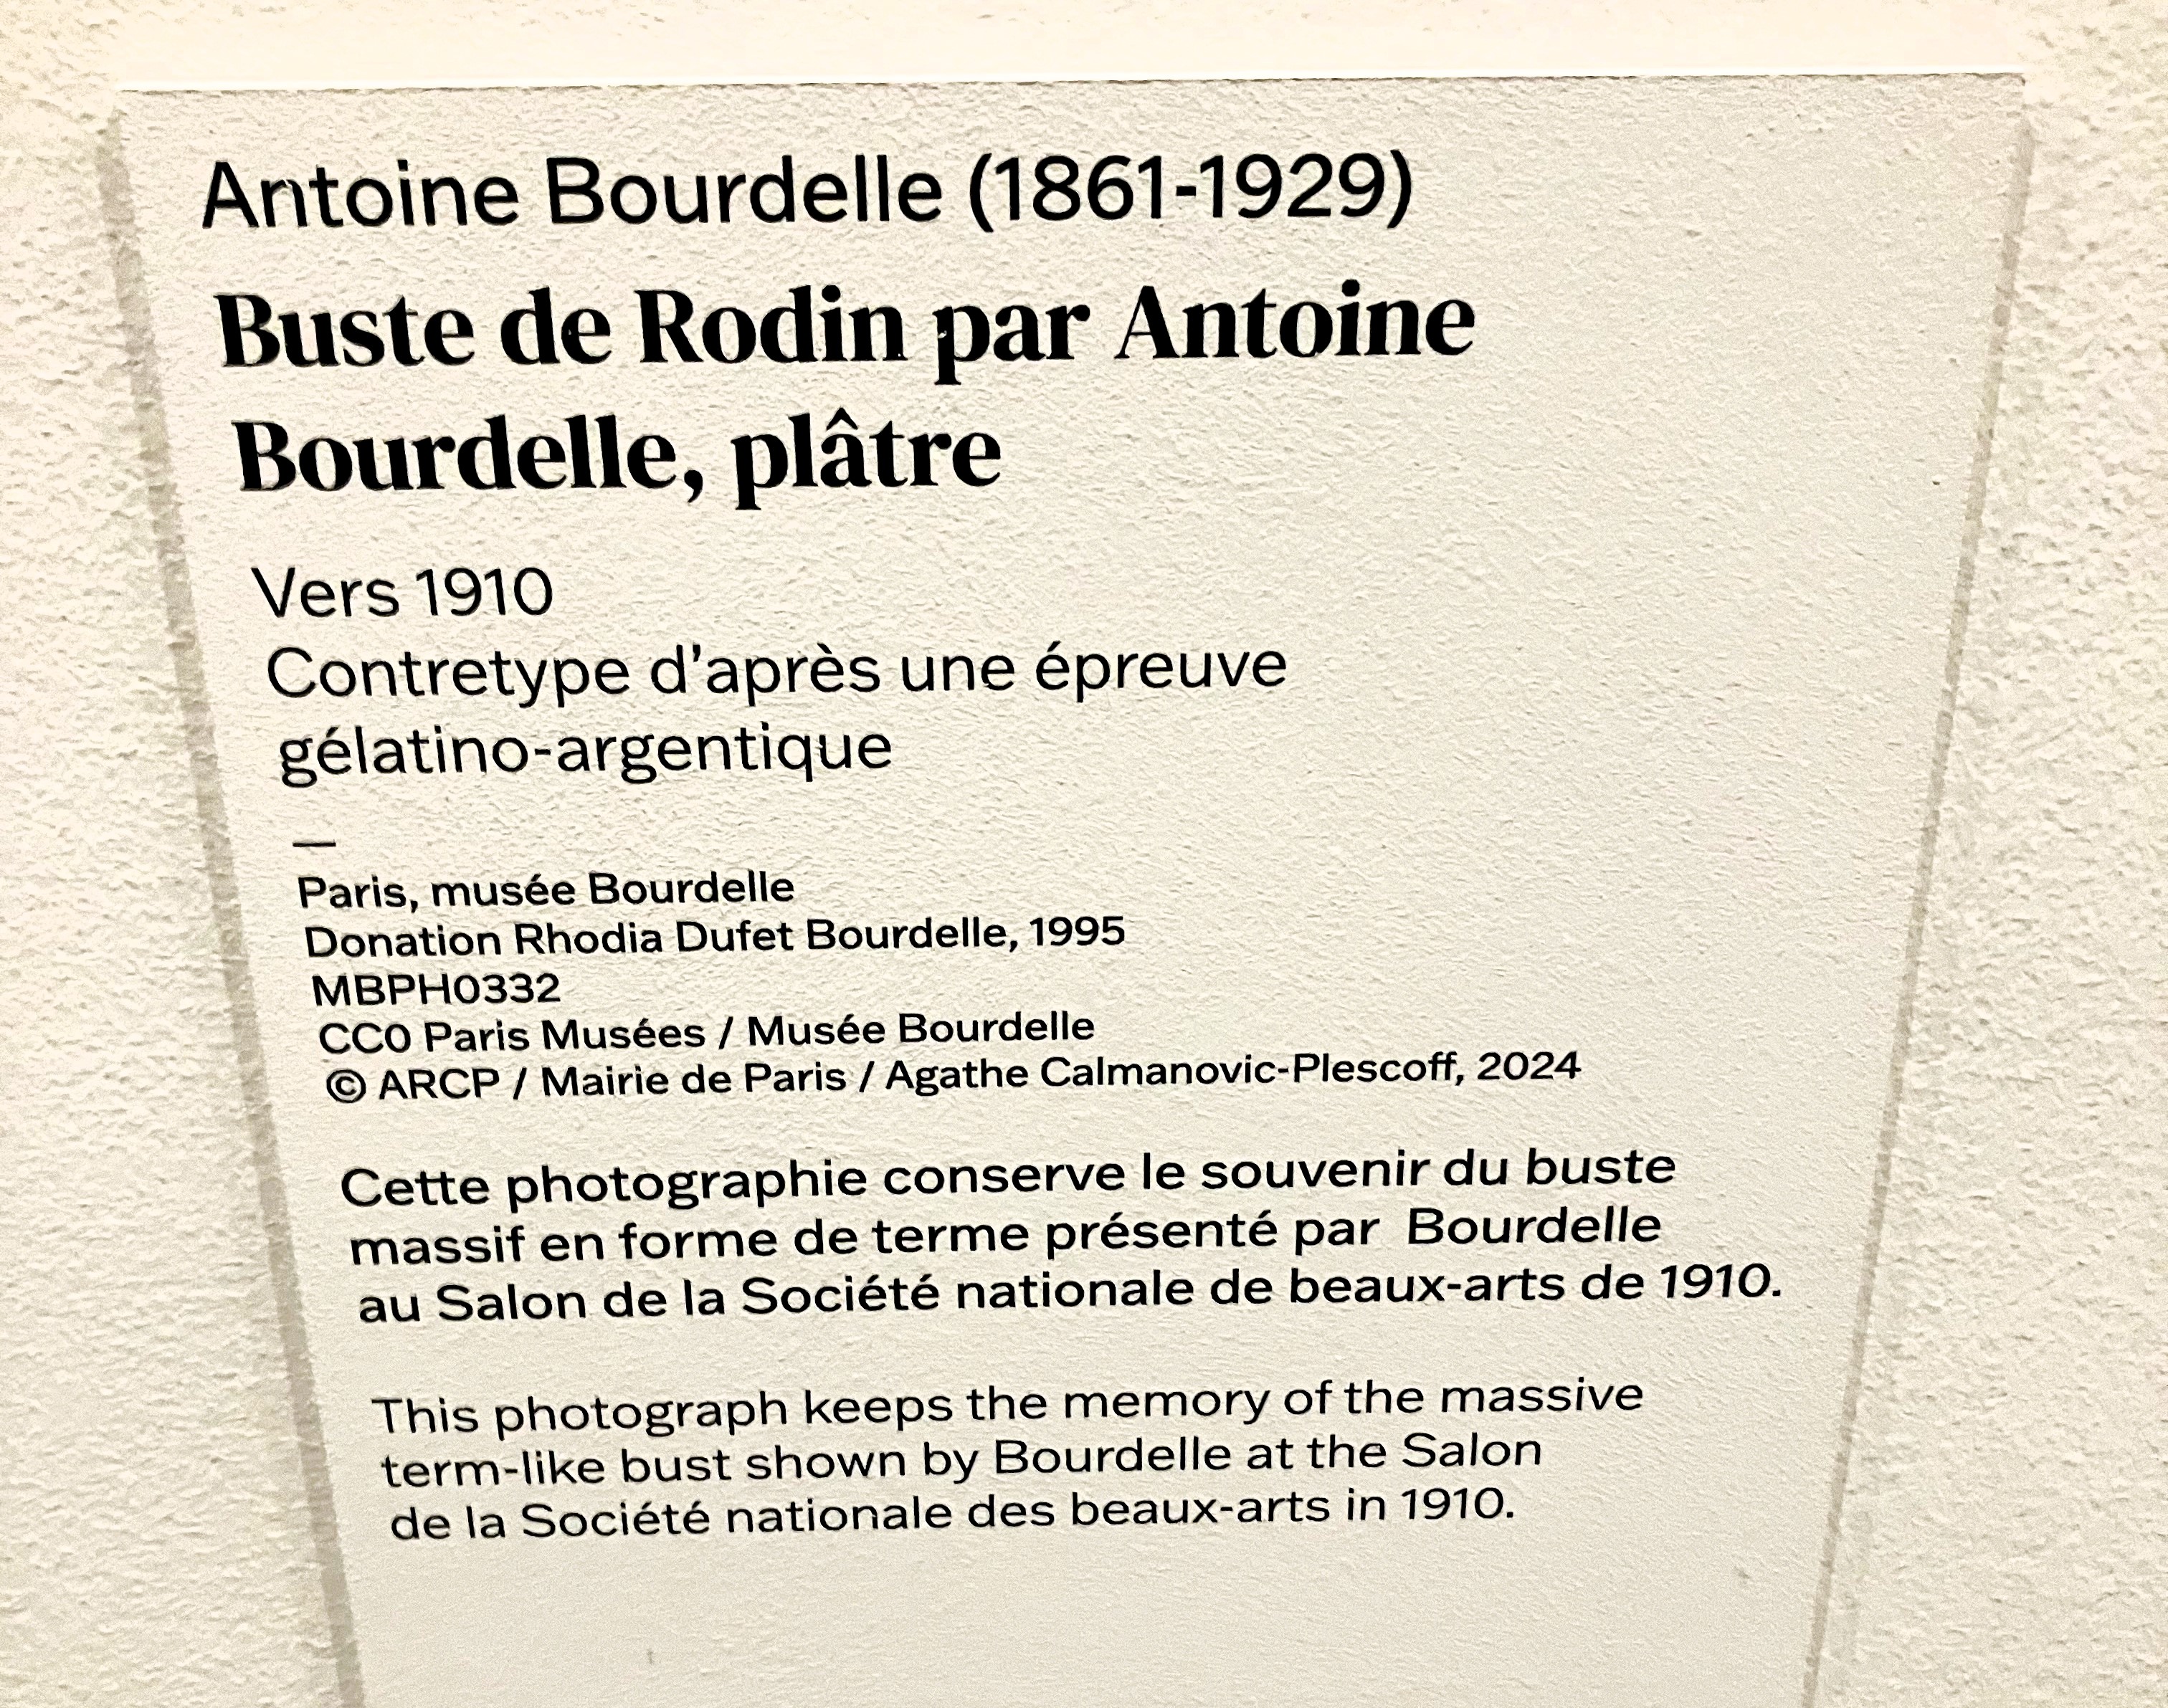 Antoine Bourdelle (1861-1929)
Buste de Rodin par Antoine
Bourdelle, plâtre
Vers 1910
Contretype d'après une épreuve
gélatino-argentique
—
Paris, musée Bourdelle
Donation Rhodia Dufet Bourdelle, 1995
MBPH0332
CC0 Paris Musées / Musée Bourdelle
© ARCP / Mairie de Paris / Agathe Calmanovic-Plescoff, 2024
Cette photographie conserve le souvenir du buste
massif en forme de terme présenté par  Bourdelle
au Salon de la Société nationale de beaux-arts de 1910.
This photograph keeps the memory of the massive
term-like bust shown by Bourdelle at the Salon
de la Société nationale des beaux-arts in 1910.